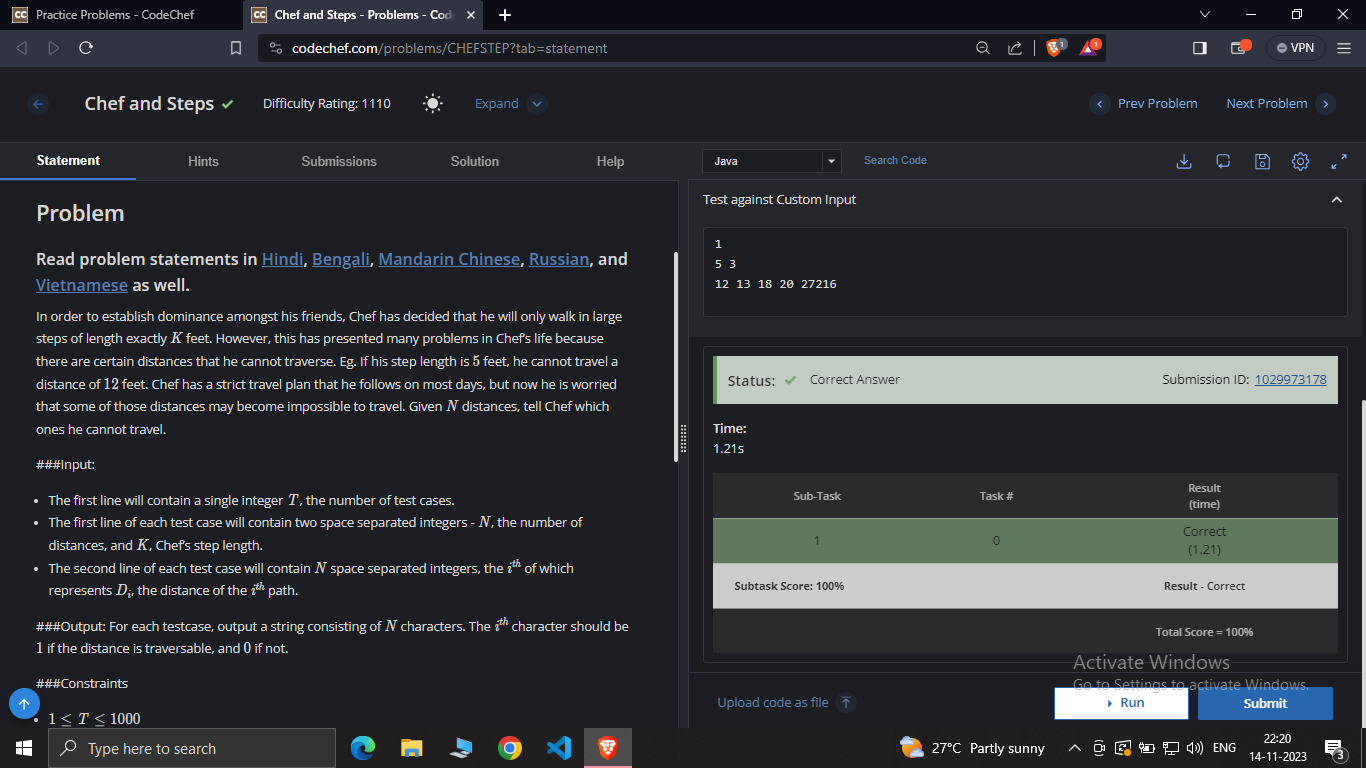 Practice Problems - CodeChef
Chef and Steps - Problems - Cod
codechef.com/problems/CHEFSTEP?tab=statement
1
1
VPN
Chef and Steps
Difficulty Rating: 1110
Expand
Prev Problem
Next Problem
Statement
Hints
Submissions
Solution
Help
Java
Search Code
Problem
Read problem statements in Hindi, Bengali, Mandarin Chinese, Russian, and
Vietnamese as well.
In order to establish dominance amongst his friends, Chef has decided that he will only walk in large
steps of length exactly K feet. However, this has presented many problems in Chef's life because
there are certain distances that he cannot traverse. Eg. If his step length is 5 feet, he cannot travel a
distance of 12 feet. Chef has a strict travel plan that he follows on most days, but now he is worried
that some of those distances may become impossible to travel. Given N distances, tell Chef which
ones he cannot travel.
###Input:
The first line will contain a single integer T, the number of test cases.
The first line of each test case will contain two space separated integers - N, the number of
distances, and K, Chef's step length.
The second line of each test case will contain N space separated integers, the i^th of which
represents D_i, the distance of the i^th path.
###Output: For each testcase, output a string consisting of N characters. The i^th character should be
1 if the distance is traversable, and 0 if not.
###Constraints
1 ≤ T ≤ 1000
Test against Custom Input
1
5 3
12 13 18 20 27216
Status: Correct Answer
Submission ID: 1029973178
Time:
1.21s
Sub-Task
Task #
Result
(time)
1
0
Correct
(1.21)
Subtask Score: 100%
Result - Correct
Total Score = 100%
Activate Windows
Go to Settings to activate Windows.
Upload code as file
Run
Submit
Type here to search
27°C Partly sunny
ENG
22:20
14-11-2023
3